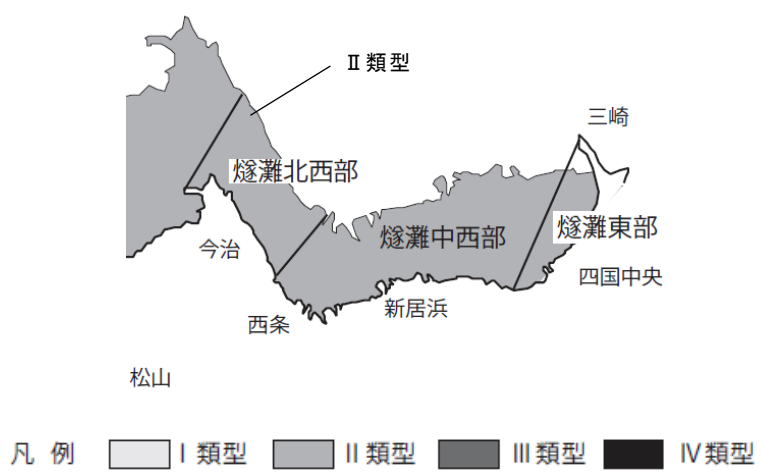 Ⅱ類型
三崎
燧灘北西部
燧灘中西部
燧灘東部
今治
四国中央
新居浜
西条
松山
凡 例 Ⅰ類型 Ⅱ類型 Ⅲ類型 Ⅳ類型